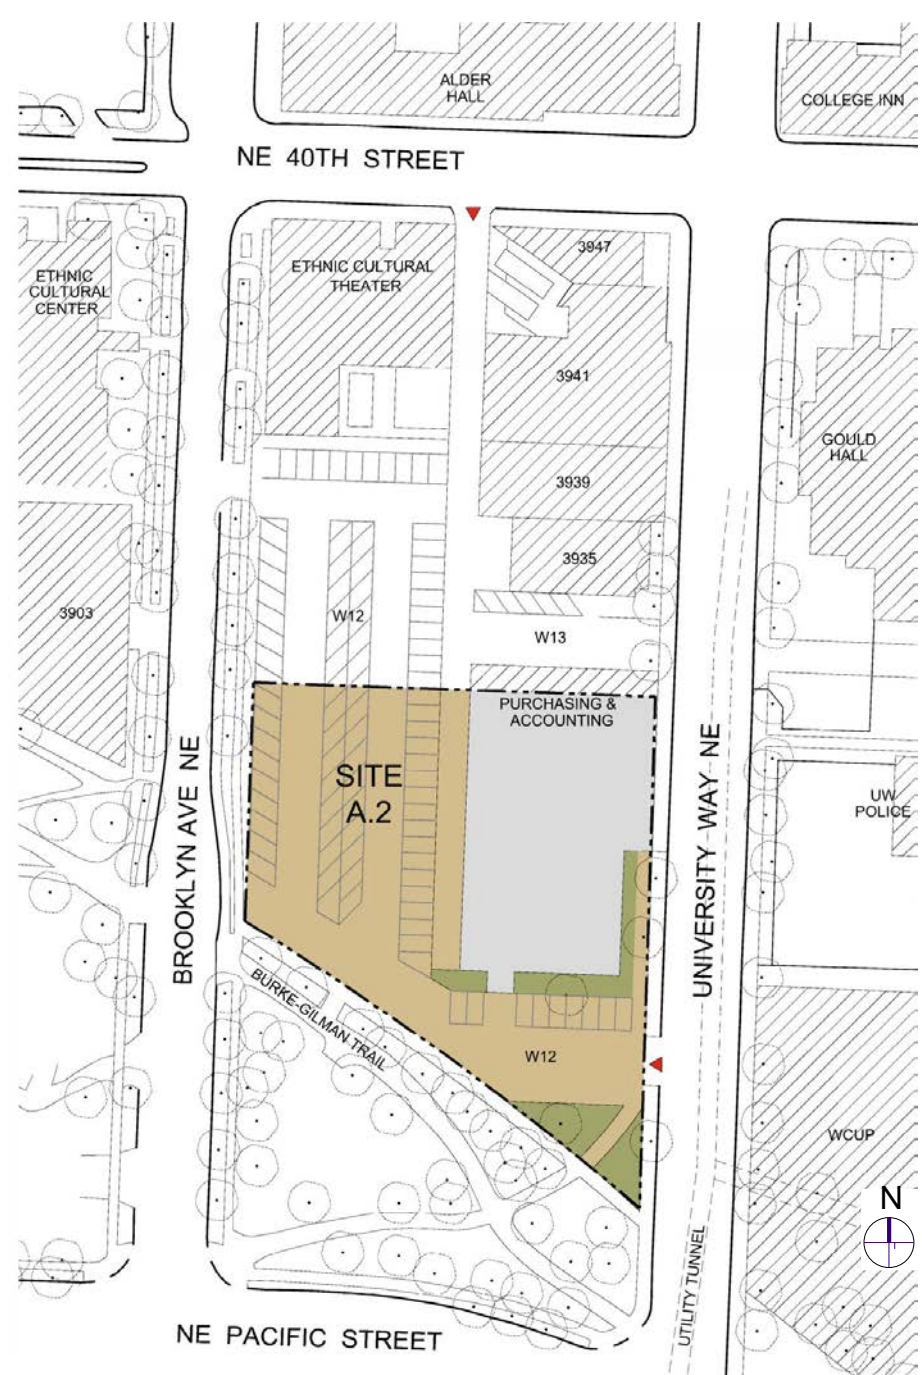 ALDER
HALL
COLLEGE INN
NE 40TH STREET
3947
ETHNIC CULTURAL
THEATER
ETHNIC
CULTURAL
CENTER
3941
GOULD
HALL
3939
3935
3903
W12
W13
PURCHASING &
ACCOUNTING
SITE
A.2
BROOKLYN AVE NE
UNIVERSITY WAY NE
UW
POLICE
BURKE-GILMAN TRAIL
W12
WCUP
N
UTILITY TUNNEL
NE PACIFIC STREET